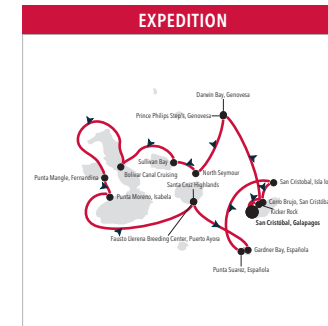 EXPEDITION
Darwin Bay, Genovesa
Prince Philips Steps, Genovesa
Sullivan Bay
Bolivar Canal Cruising
North Seymour
Santa Cruz Highlands
Punta Mangle, Fernandina
Punta Moreno, Isabela
San Cristobal, Isla lo
Cerro Brujo, San Cristóba
Kicker Rock
San Cristóbal, Galapagos
Fausto Llerena Breeding Center, Puerto Ayora
Gardner Bay, Española
Punta Suarez, Española